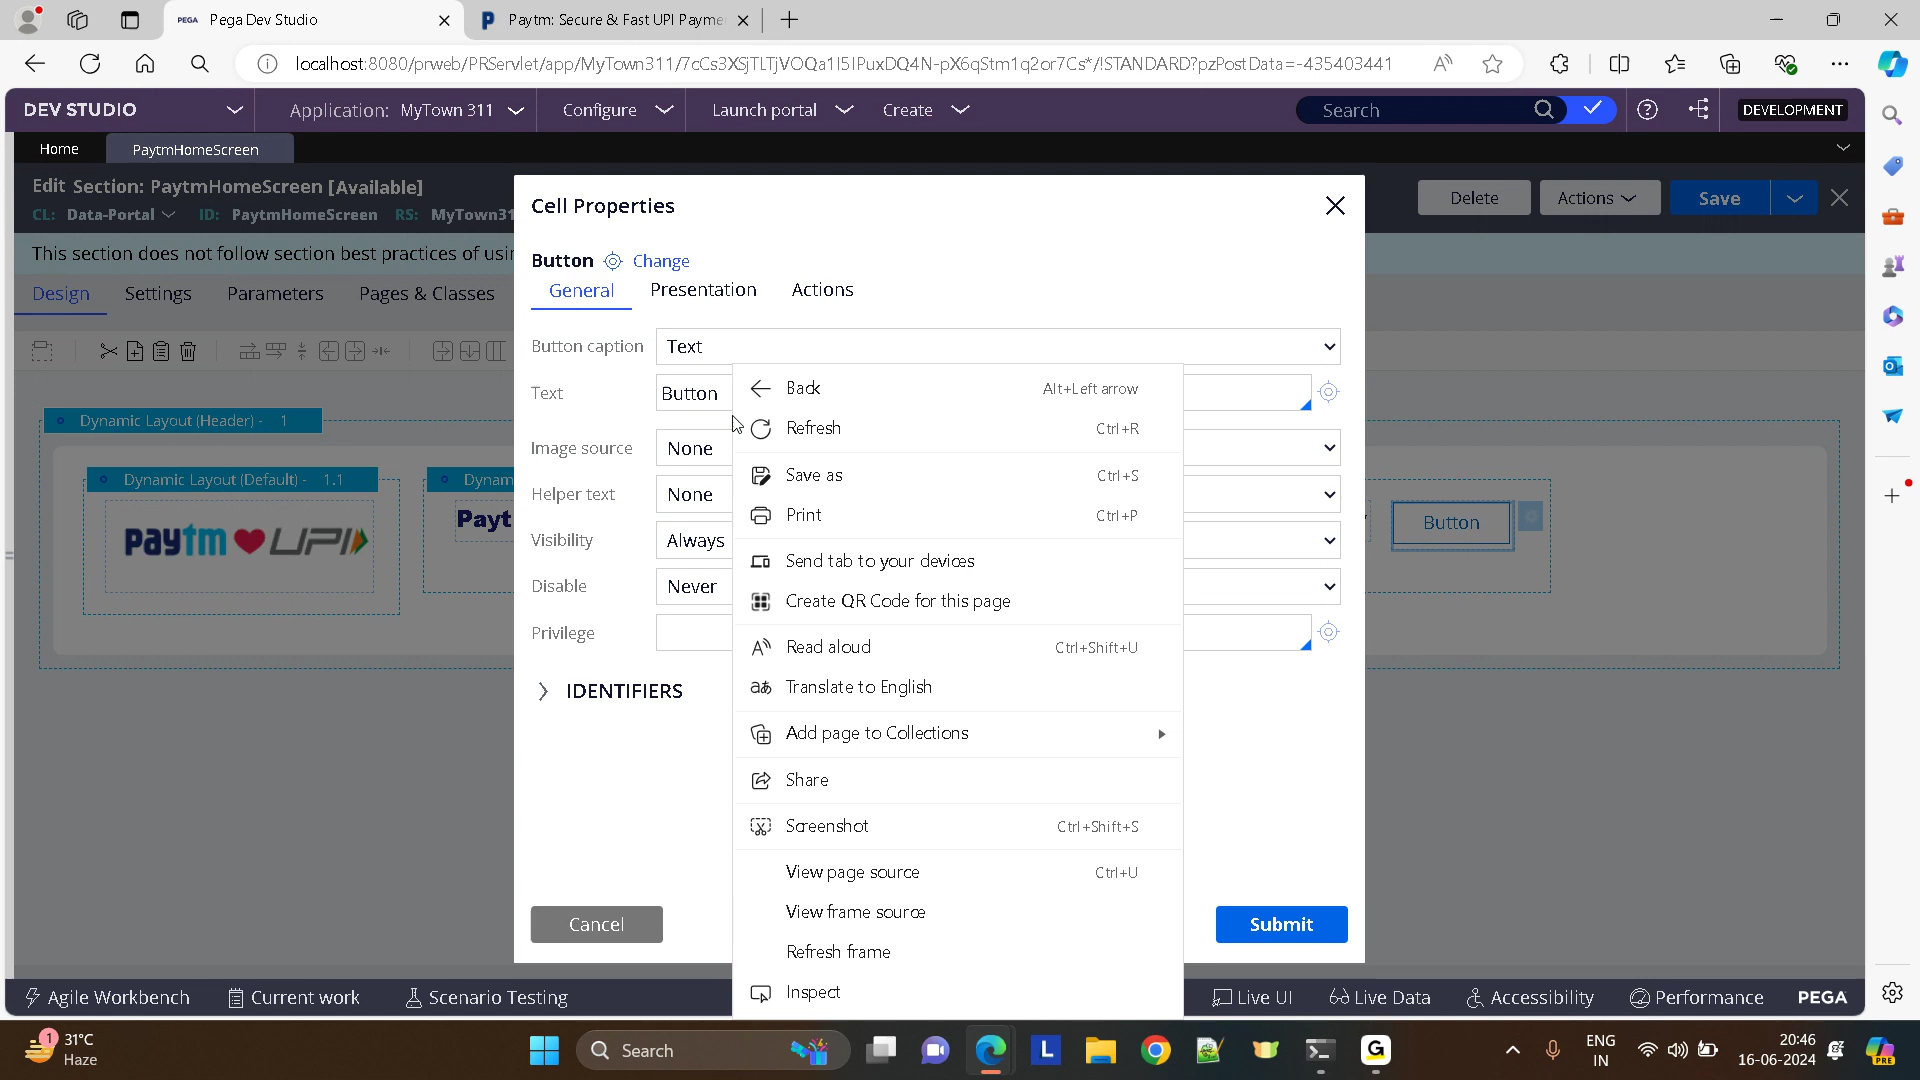 PEGA Pega Dev Studio
Paytm: Secure & Fast UPI Payme
localhost:8080/prweb/PRServlet/app/MyTown311/7cCs3XSjTLTjVOQa1I5IPuxDQ4N-pX6qStm1q2or7Cs*/!STANDARD?pzPostData=-435403441
DEV STUDIO
Application: MyTown 311
Configure
Launch portal
Create
Search
DEVELOPMENT
Home
PaytmHomeScreen
Edit Section: PaytmHomeScreen [Available]
CL: Data-Portal ID: PaytmHomeScreen RS: MyTown31
Delete
Actions
Save
This section does not follow section best practices of usin
Design
Settings
Parameters
Pages & Classes
Dynamic Layout (Header) - 1
Dynamic Layout (Default) - 1.1
Dynam
paytm UPI
Payt
Button
Cell Properties
Button Change
General
Presentation
Actions
Button caption Text
Text Button
Image source None
Helper text None
Visibility Always
Disable Never
Privilege
IDENTIFIERS
Cancel
Submit
Back Alt+Left arrow
Refresh Ctrl+R
Save as Ctrl+S
Print Ctrl+P
Send tab to your devices
Create QR Code for this page
Read aloud Ctrl+Shift+U
Translate to English
Add page to Collections
Share
Screenshot Ctrl+Shift+S
View page source Ctrl+U
View frame source
Refresh frame
Inspect
Agile Workbench
Current work
Scenario Testing
Live UI
Live Data
Accessibility
Performance
PEGA
1
31°C
Haze
Search
L
G
ENG
IN
20:46
16-06-2024
PRE